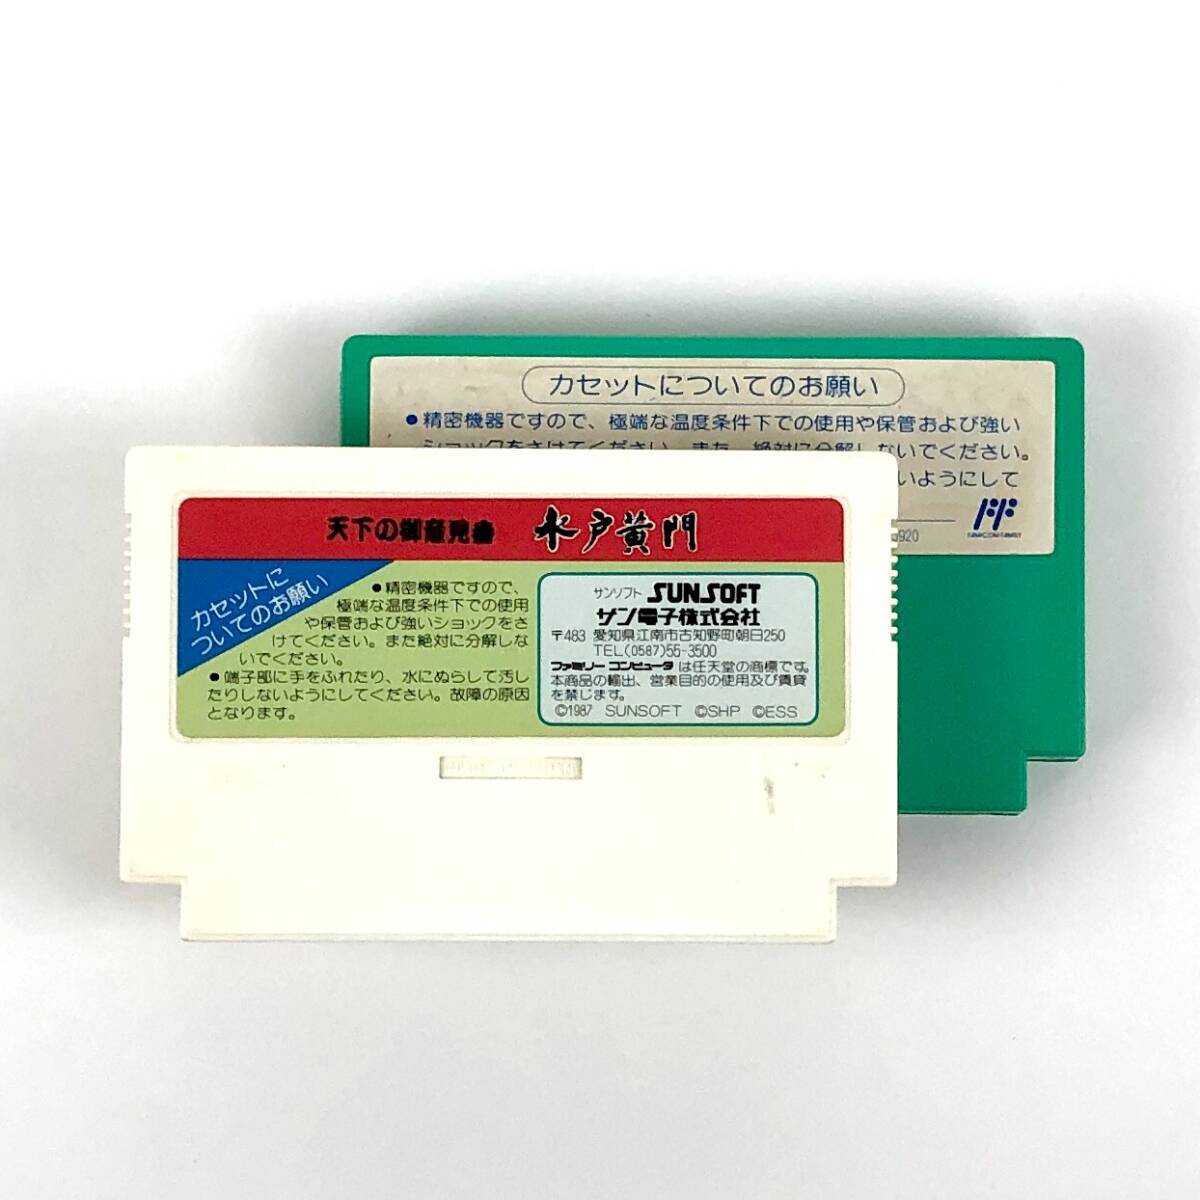 カセットについてのお願い
●精密機器ですので、極端な温度条件下での使用や保管および強い
ショックをさけてください。また、絶対に分解しないでください。
いようにして
920
FAMICOM FAMILY
天下の御意見番 水戸黄門
カセットに
ついてのお願い
●精密機器ですので、
極端な温度条件下での使用
や保管および強いショックをさ
けてください。また絶対に分解しな
いでください。
●端子部に手をふれたり、水にぬらして汚し
たりしないようにしてください。故障の原因
となります。
サンソフト SUNSOFT
サン電子株式会社
〒483 愛知県江南市古知野町朝日250
TEL(0587)55-3500
ファミリーコンピュータは任天堂の商標です。
本商品の輸出、営業目的の使用及び賃貸
を禁じます。
©1987 SUNSOFT ©SHP ©ESS